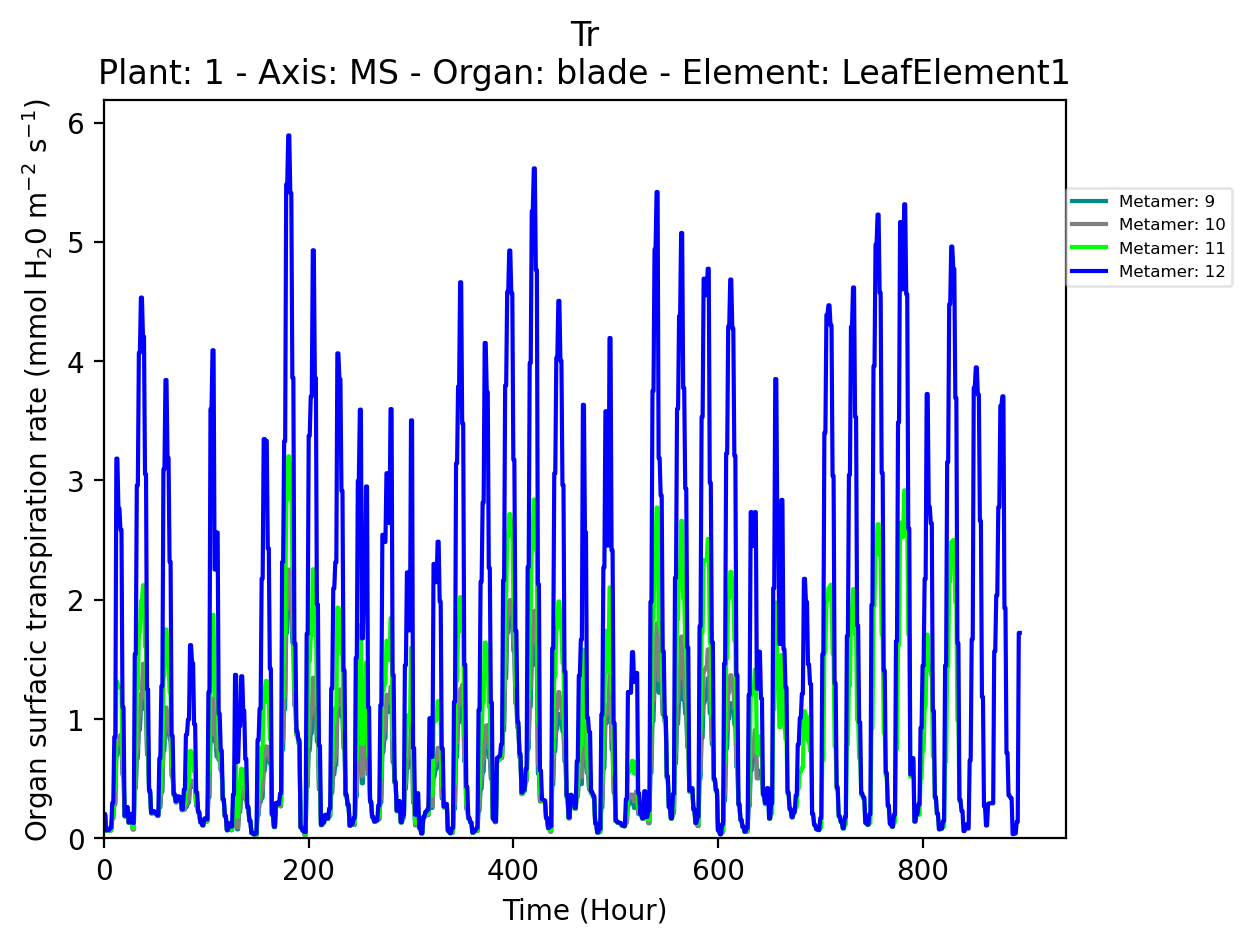 Tr
Plant: 1 - Axis: MS - Organ: blade - Element: LeafElement1
Organ surfacic transpiration rate (mmol H₂0 m⁻² s⁻¹)
6
5
4
3
2
1
0
0 200 400 600 800
Time (Hour)
Metamer: 9
Metamer: 10
Metamer: 11
Metamer: 12